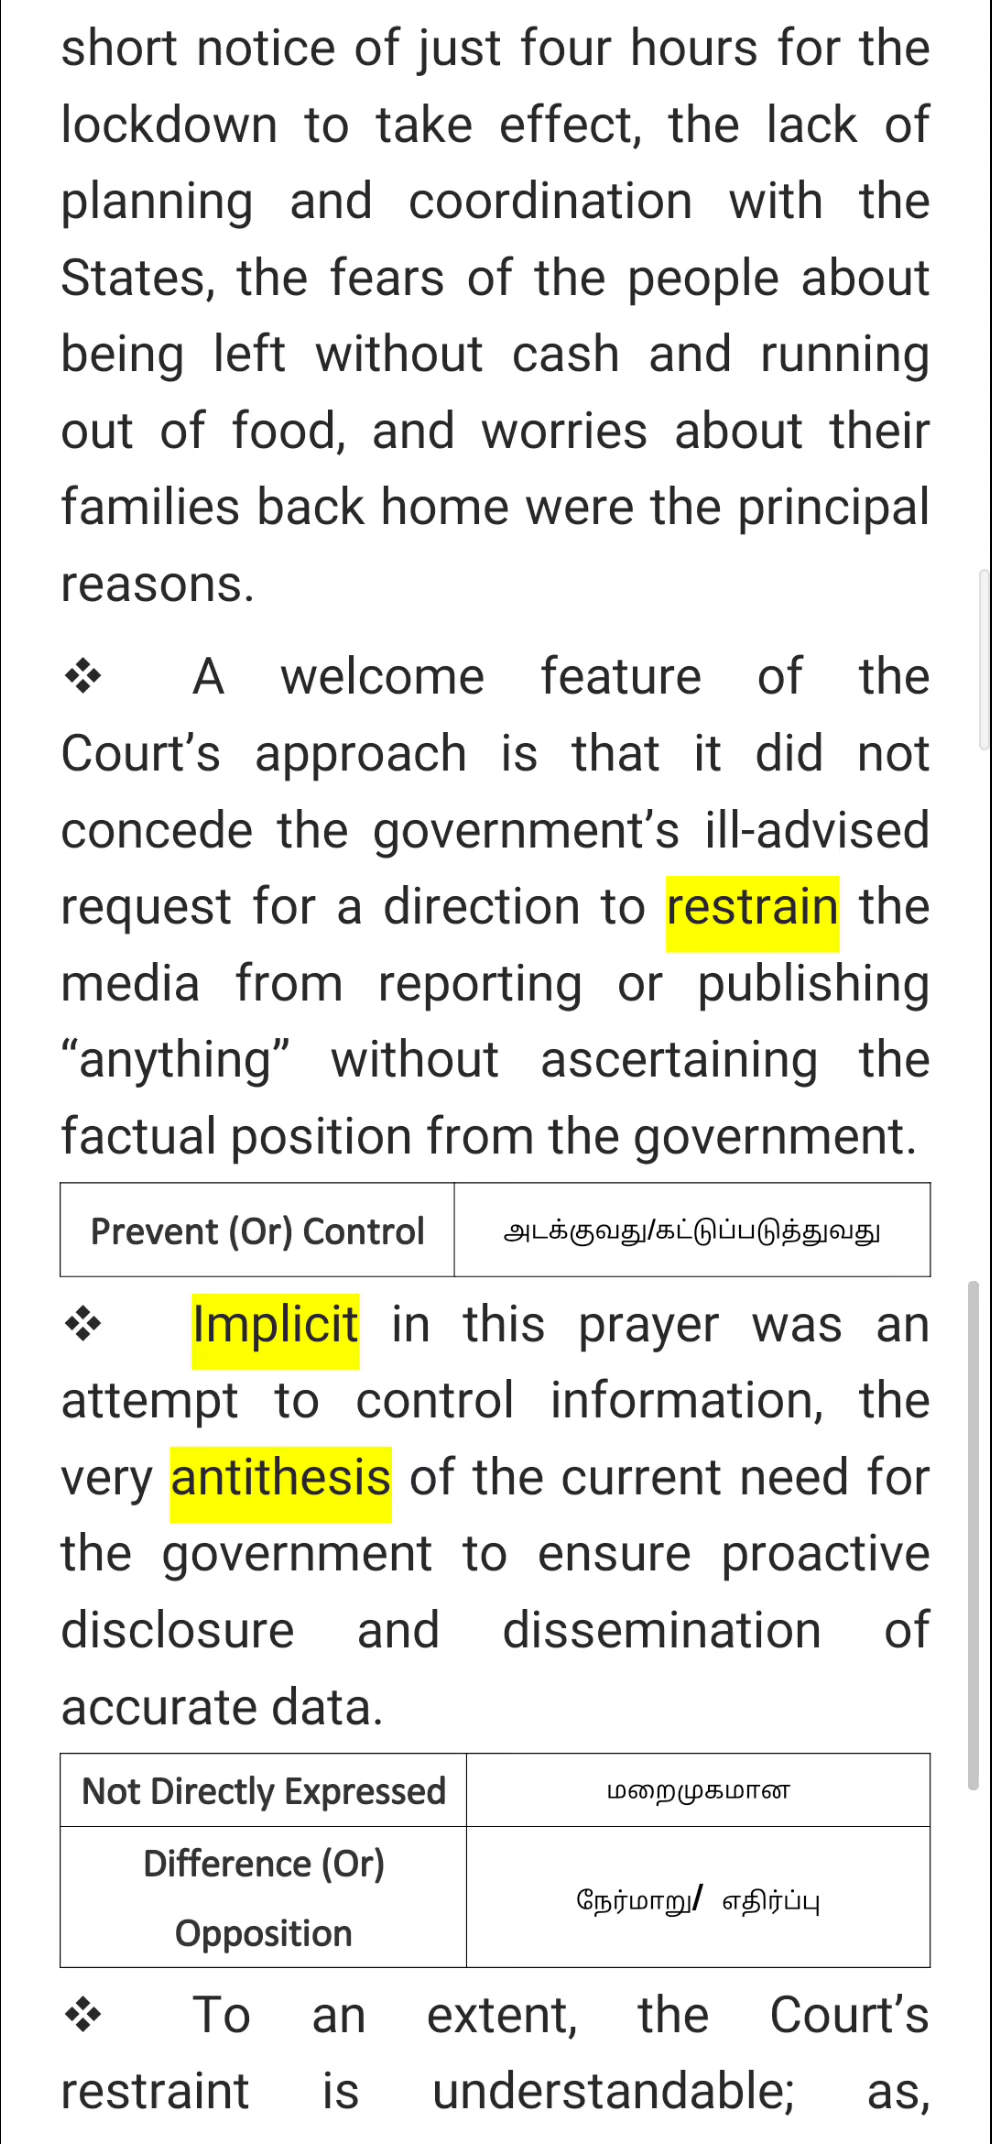 short notice of just four hours for the
lockdown to take effect, the lack of
planning and coordination with the
States, the fears of the people about
being left without cash and running
out of food, and worries about their
families back home were the principal
reasons.
❖ A welcome feature of the
Court’s approach is that it did not
concede the government’s ill-advised
request for a direction to restrain the
media from reporting or publishing
“anything” without ascertaining the
factual position from the government.
Prevent (Or) Control அடக்குவது/கட்டுப்படுத்துவது
❖ Implicit in this prayer was an
attempt to control information, the
very antithesis of the current need for
the government to ensure proactive
disclosure and dissemination of
accurate data.
Not Directly Expressed மறைமுகமான
Difference (Or)
Opposition நேர்மாறு/ எதிர்ப்பு
❖ To an extent, the Court’s
restraint is understandable; as,